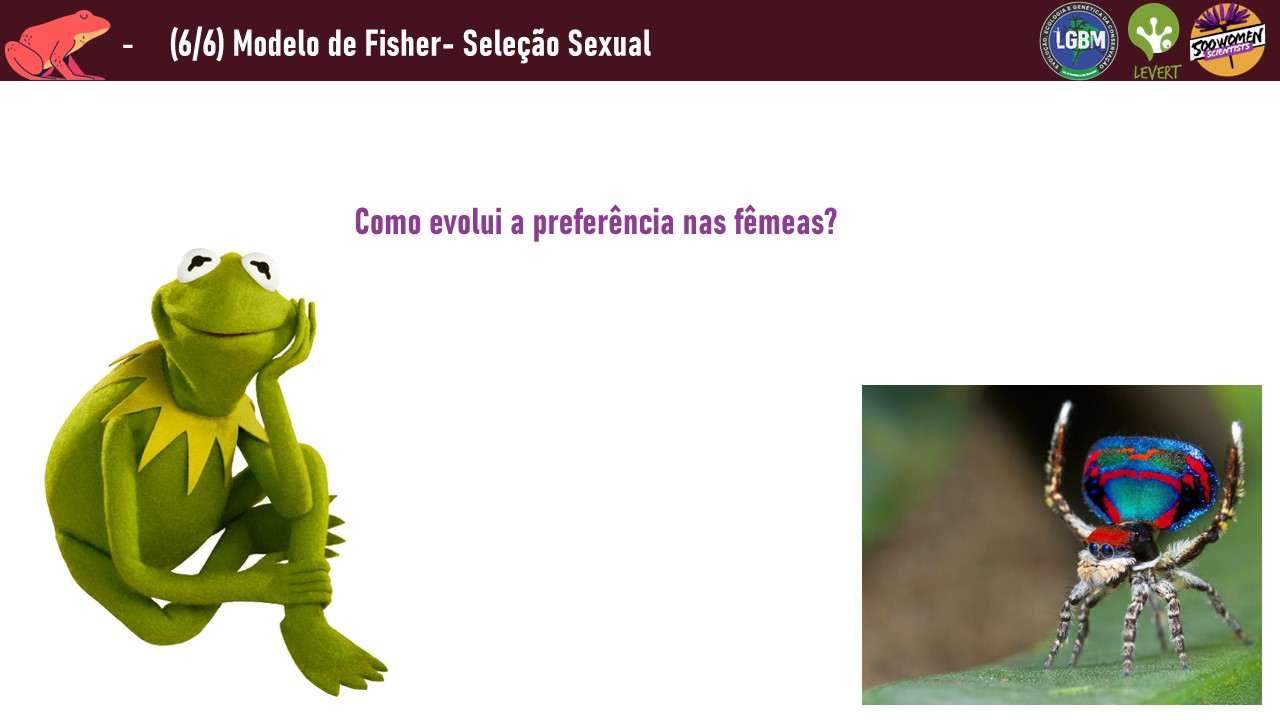 - (6/6) Modelo de Fisher- Seleção Sexual
EVOLUÇÃO, ECOLOGIA E GENÉTICA DA CONSERVAÇÃO
LGBM
LEVERT
500 WOMEN
SCIENTISTS
Como evolui a preferência nas fêmeas?